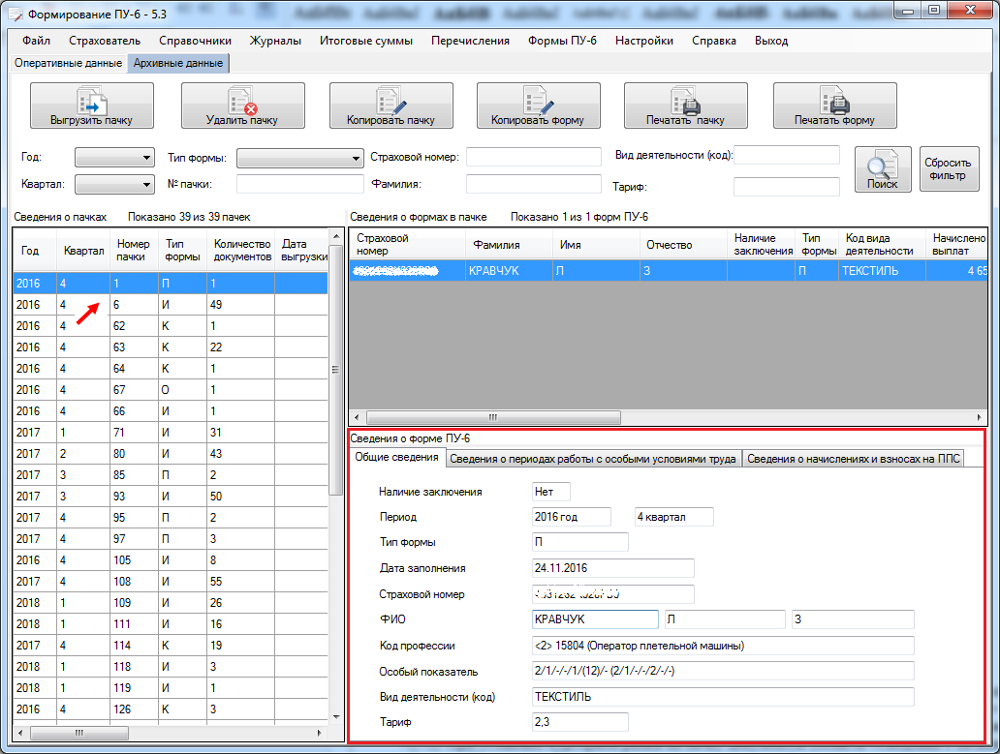 Формирование ПУ-6 - 5.3
Файл Страхователь Справочники Журналы Итоговые суммы Перечисления Формы ПУ-6 Настройки Справка Выход
Оперативные данные Архивные данные
Выгрузить пачку Удалить пачку Копировать пачку Копировать форму Печатать пачку Печатать форму
Год: Тип формы: Страховой номер: Вид деятельности (код):
Квартал: № пачки: Фамилия: Тариф:
Поиск
Сбросить
фильтр
Сведения о пачках Показано 39 из 39 пачек
Год Квартал Номер пачки Тип формы Количество документов Дата выгрузки
2016 4 1 П 1
2016 4 6 И 49
2016 4 62 К 1
2016 4 63 К 22
2016 4 64 К 1
2016 4 67 О 1
2016 4 66 И 1
2017 1 71 И 31
2017 2 80 И 43
2017 3 85 П 2
2017 3 93 И 50
2017 4 95 П 2
2017 4 97 П 3
2016 4 105 И 8
2017 4 108 И 55
2018 1 109 И 26
2018 1 111 И 16
2017 4 114 К 19
2018 1 118 И 3
2018 1 119 И 1
2016 4 126 К 3
Сведения о формах в пачке Показано 1 из 1 форм ПУ-6
Страховой номер Фамилия Имя Отчество Наличие заключения Тип формы Код вида деятельности Начислено выплат
КРАВЧУК Л З П ТЕКСТИЛЬ 4 65
Сведения о форме ПУ-6
Общие сведения Сведения о периодах работы с особыми условиями труда Сведения о начислениях и взносах на ППС
Наличие заключения Нет
Период 2016 год 4 квартал
Тип формы П
Дата заполнения 24.11.2016
Страховой номер
ФИО КРАВЧУК Л З
Код профессии <2> 15804 (Оператор плетельной машины)
Особый показатель 2/1/-/-/1/(12)/- (2/1/-/-/2/-/-)
Вид деятельности (код) ТЕКСТИЛЬ
Тариф 2,3